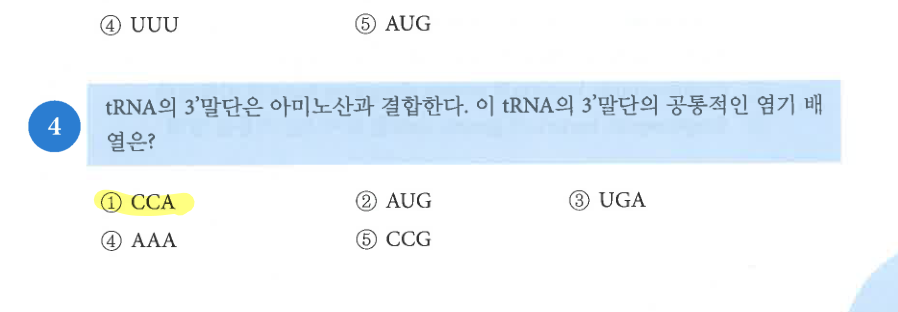 ④ UUU ⑤ AUG
4
tRNA의 3’말단은 아미노산과 결합한다. 이 tRNA의 3’말단의 공통적인 염기 배
열은?
① CCA ② AUG ③ UGA
④ AAA ⑤ CCG